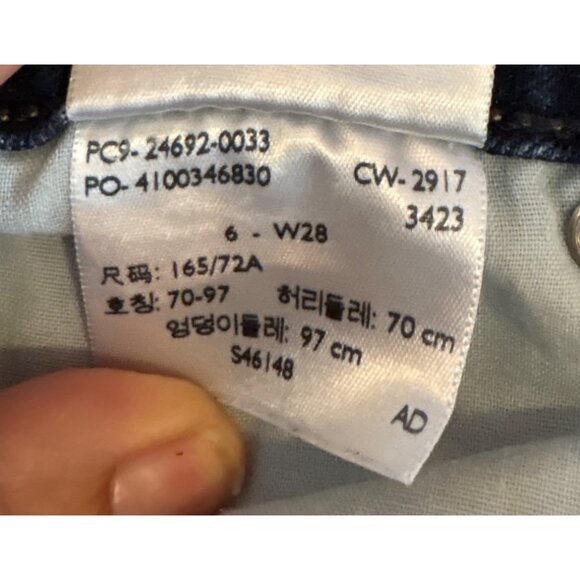 PC9- 24692-0033
PO- 4100346830
CW- 2917
3423
6 - W28
尺码: 165/72A
호칭: 70-97 허리둘레: 70 cm
엉덩이둘레: 97 cm
S46148
AD